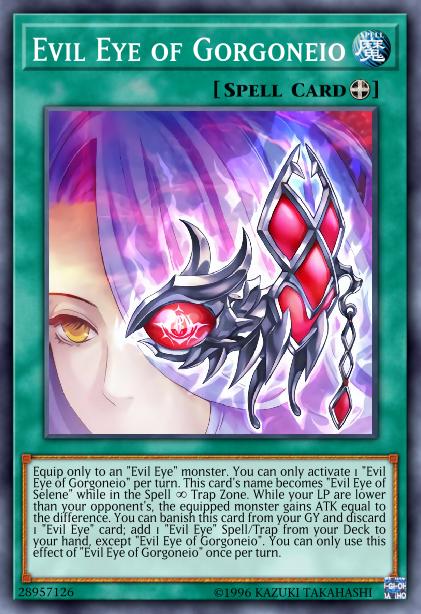 Evil Eye of Gorgoneio
SPELL 魔
[Spell Card]
Equip only to an "Evil Eye" monster. You can only activate 1 "Evil
Eye of Gorgoneio" per turn. This card's name becomes "Evil Eye of
Selene" while in the Spell ∞ Trap Zone. While your LP are lower
than your opponent's, the equipped monster gains ATK equal to
the difference. You can banish this card from your GY and discard
1 "Evil Eye" card; add 1 "Evil Eye" Spell/Trap from your Deck to
your hand, except "Evil Eye of Gorgoneio". You can only use this
effect of "Evil Eye of Gorgoneio" once per turn.
28957126
©1996 KAZUKI TAKAHASHI